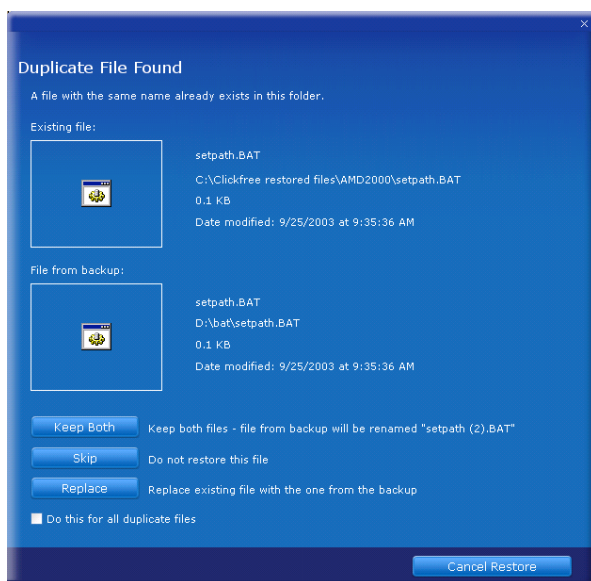 Duplicate File Found
A file with the same name already exists in this folder.
Existing file:
setpath.BAT
C:\Clickfree restored files\AMD2000\setpath.BAT
0.1 KB
Date modified: 9/25/2003 at 9:35:36 AM
File from backup:
setpath.BAT
D:\bat\setpath.BAT
0.1 KB
Date modified: 9/25/2003 at 9:35:36 AM
Keep Both Keep both files - file from backup will be renamed "setpath (2).BAT"
Skip Do not restore this file
Replace Replace existing file with the one from the backup
Do this for all duplicate files
Cancel Restore